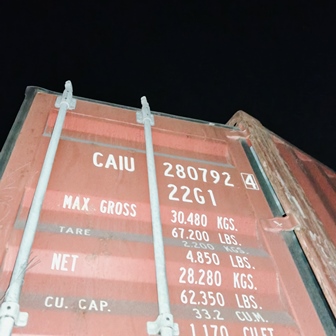 CAIU 280792 4
22G1
MAX GROSS 30.480 KGS.
67.200 LBS.
TARE 2.200 KGS.
4.850 LBS.
NET 28.280 KGS.
62.350 LBS.
CU. CAP. 33.2 CU.M.
1.170 CU.FT.